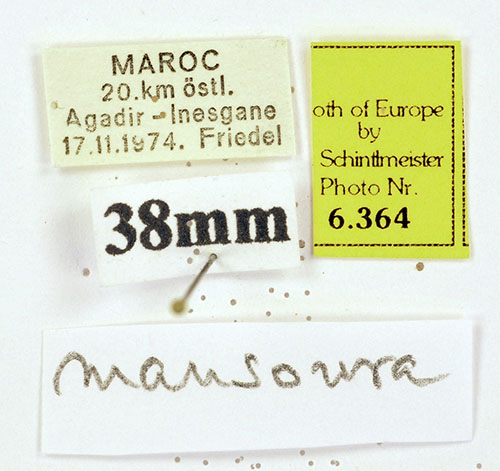 MAROC
20.km östl.
Agadir-Inesgane
17.11.1974. Friedel
oth of Europe
by
Schintlmeister
Photo Nr.
6.364
38mm
mansoura